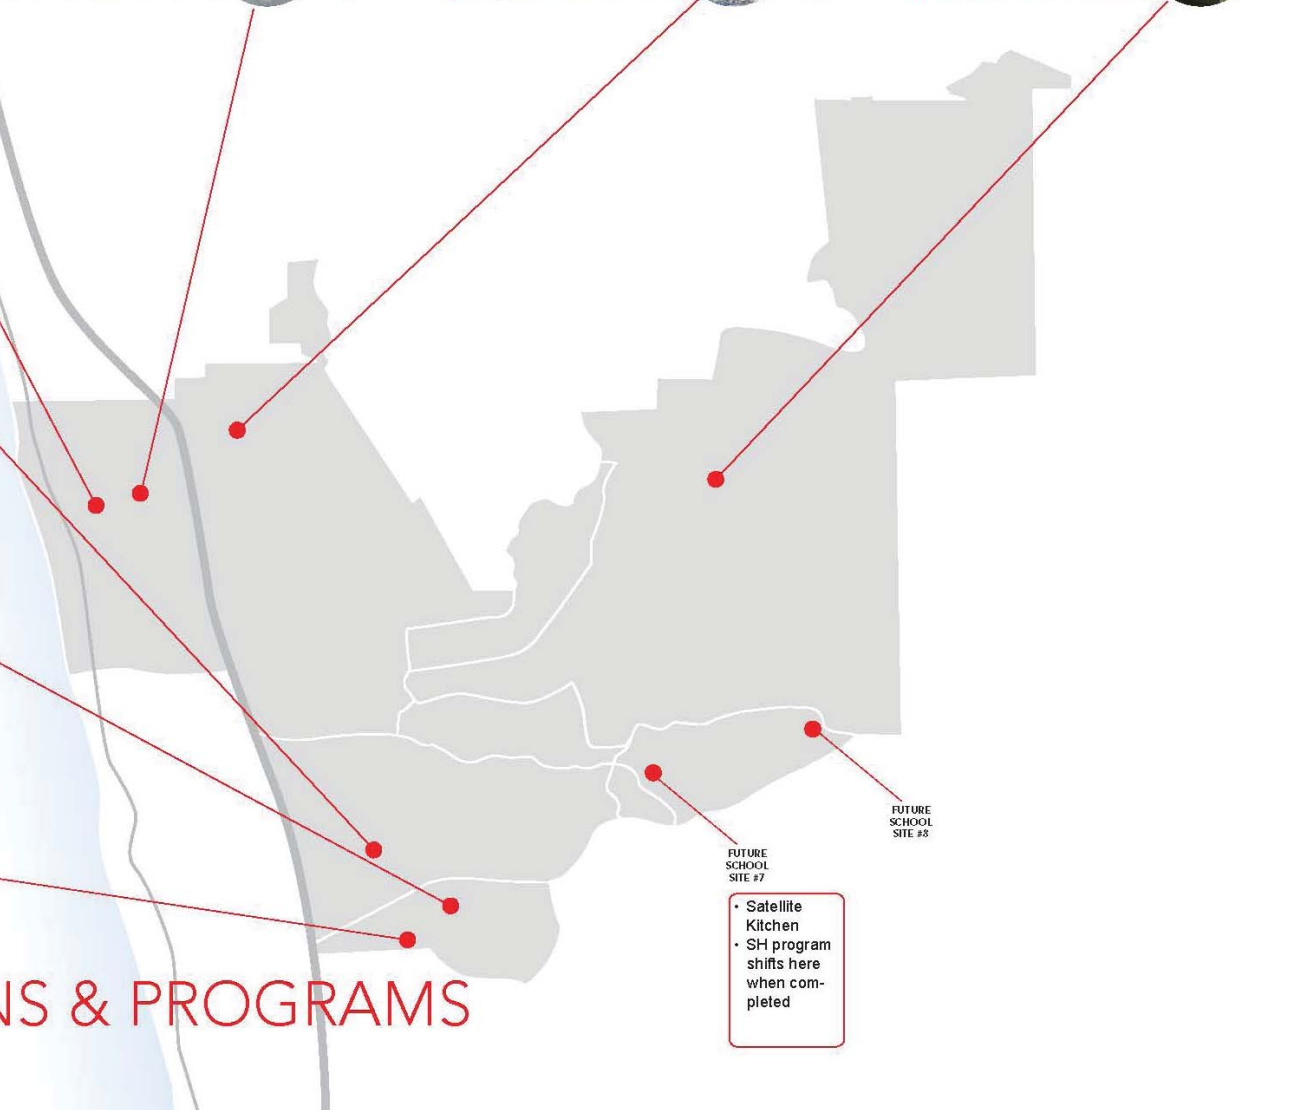 FUTURE
SCHOOL
SITE #8
FUTURE
SCHOOL
SITE #7
• Satellite
Kitchen
• SH program
shifts here
when com-
pleted
NS & PROGRAMS